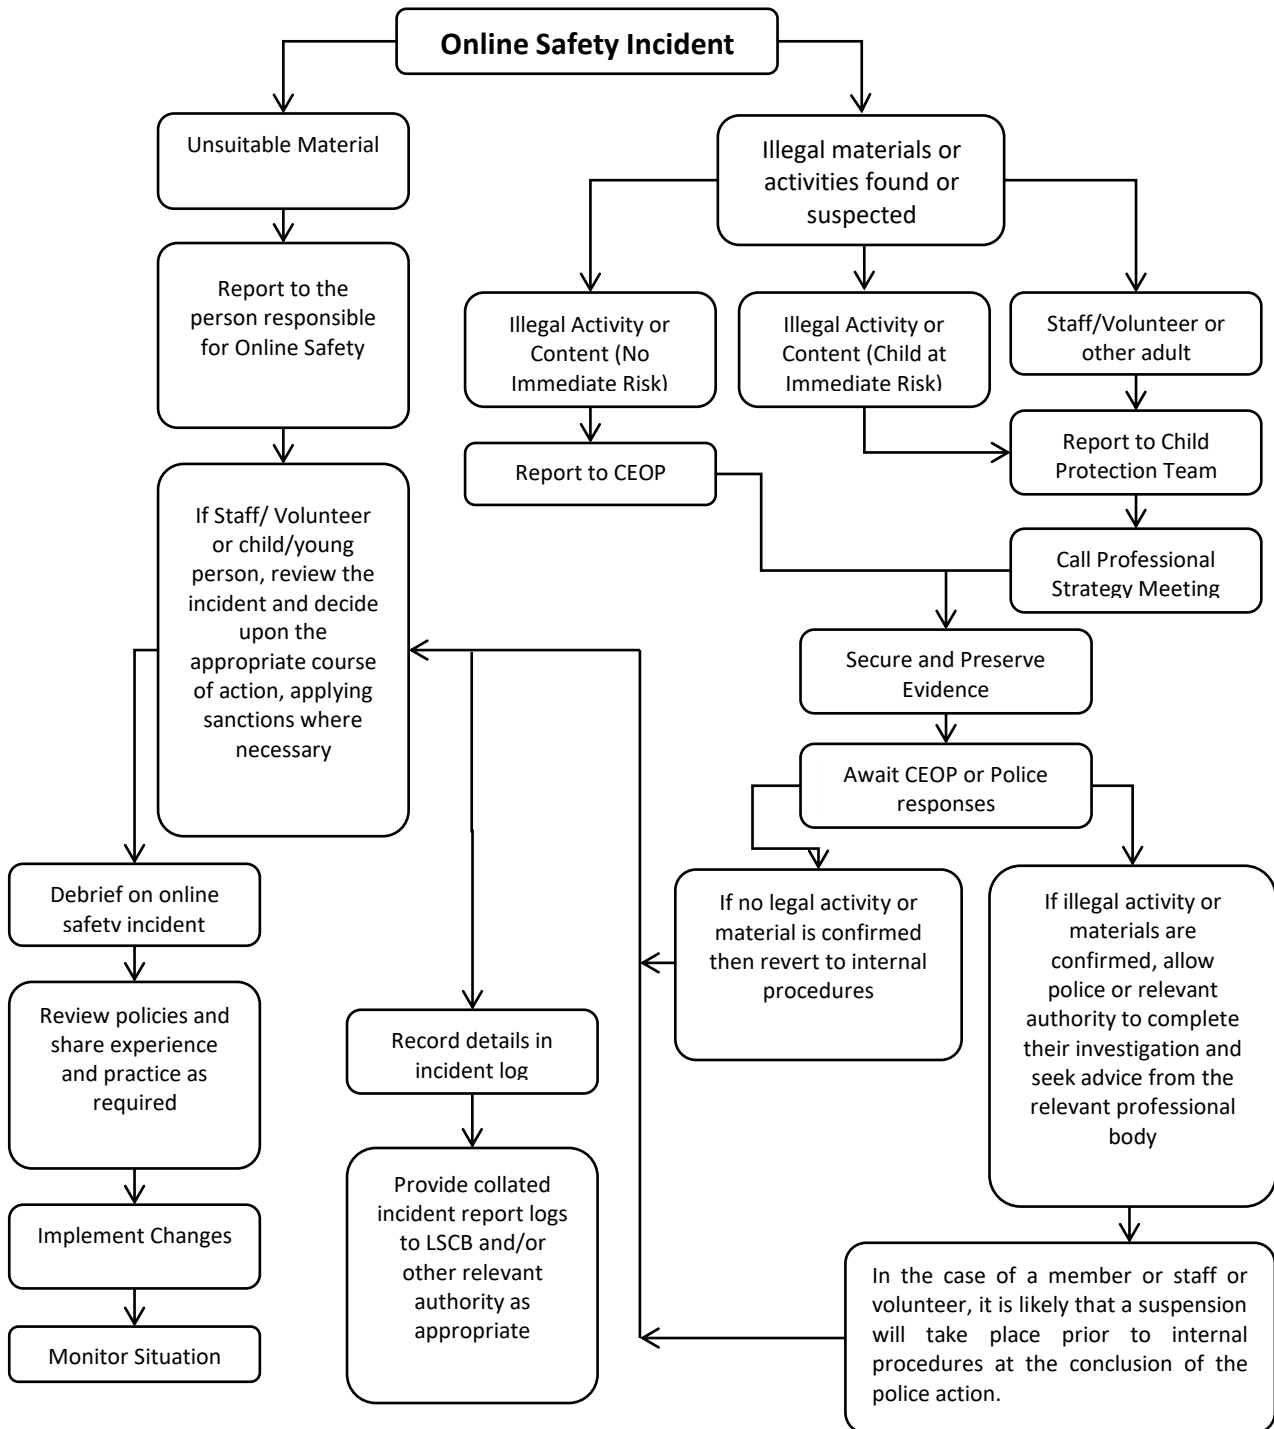 Online Safety Incident
Unsuitable Material
Illegal materials or
activities found or
suspected
Report to the
person responsible
for Online Safety
Illegal Activity or
Content (No
Immediate Risk)
Illegal Activity or
Content (Child at
Immediate Risk)
Staff/Volunteer or
other adult
Report to CEOP
Report to Child
Protection Team
Call Professional
Strategy Meeting
If Staff/ Volunteer
or child/young
person, review the
incident and decide
upon the
appropriate course
of action, applying
sanctions where
necessary
Secure and Preserve
Evidence
Await CEOP or Police
responses
Debrief on online
safety incident
If no legal activity or
material is confirmed
then revert to internal
procedures
If illegal activity or
materials are
confirmed, allow
police or relevant
authority to complete
their investigation and
seek advice from the
relevant professional
body
Review policies and
share experience
and practice as
required
Record details in
incident log
Implement Changes
Provide collated
incident report logs
to LSCB and/or
other relevant
authority as
appropriate
In the case of a member or staff or
volunteer, it is likely that a suspension
will take place prior to internal
procedures at the conclusion of the
police action.
Monitor Situation